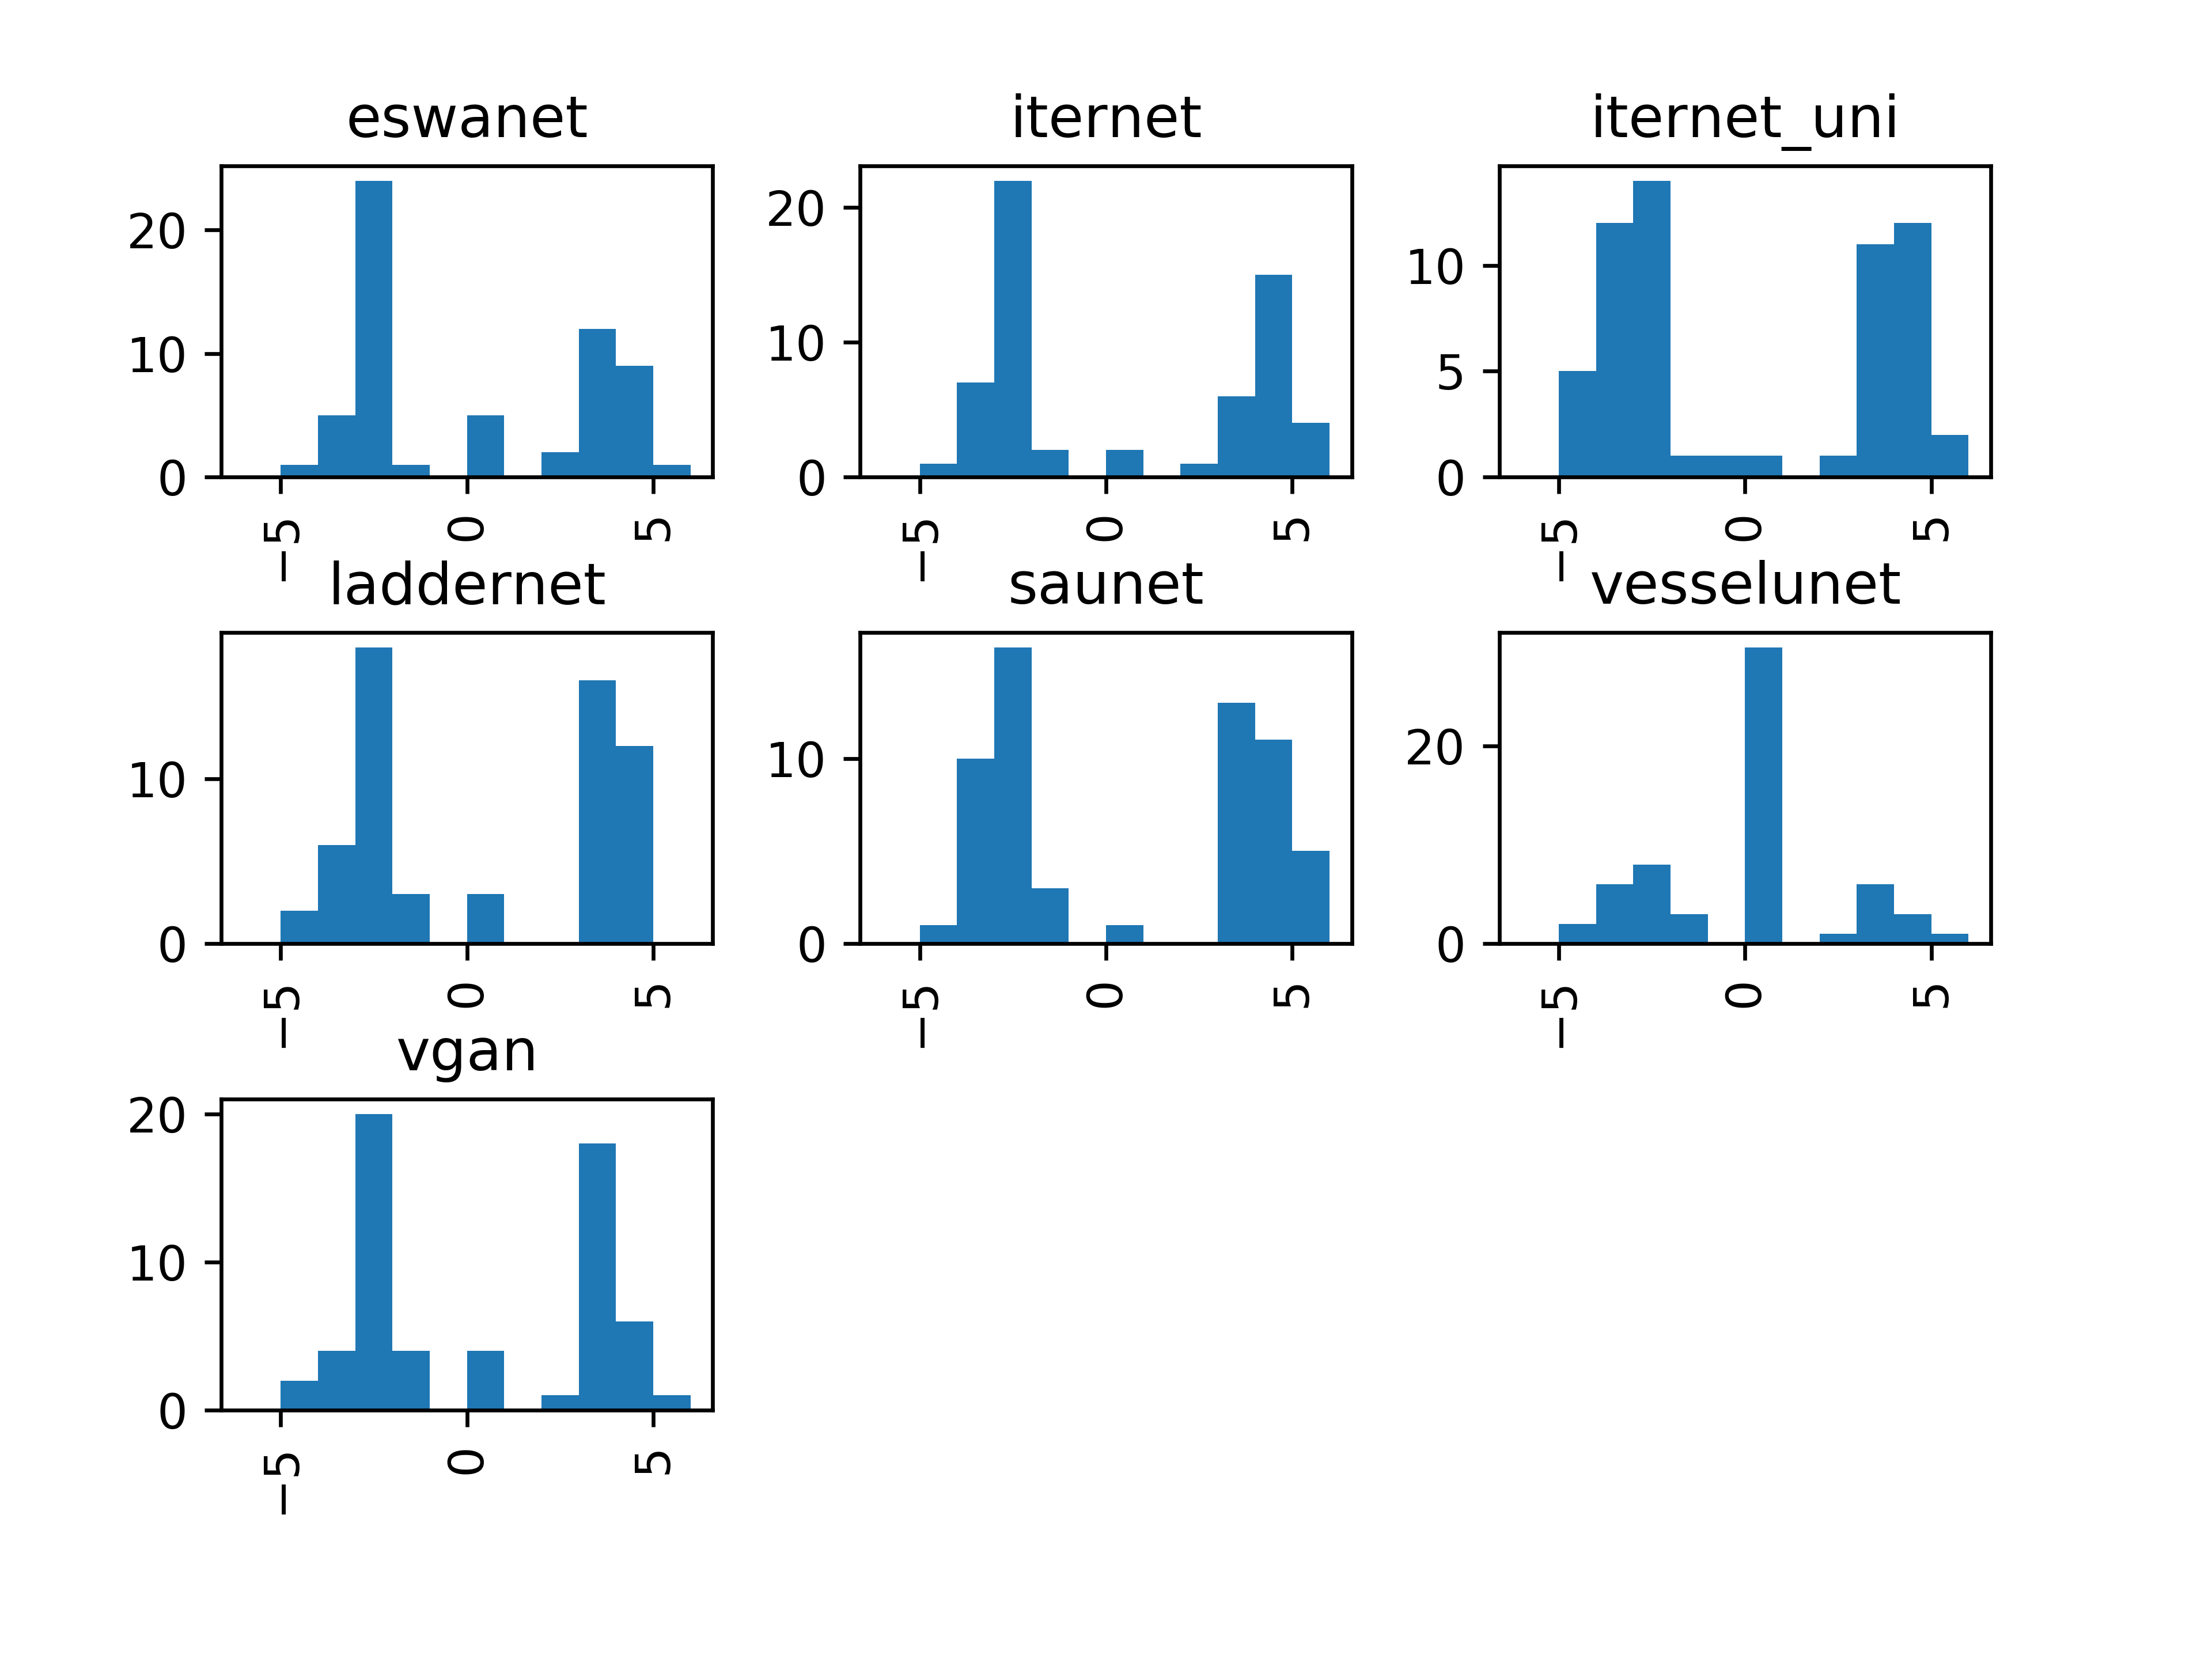 eswanet iternet iternet_uni
20 20
10 10 10
5
0 0 0
−5 0 5 −5 0 5 −5 0 5
laddernet saunet vesselunet
20
10 10
0 0 0
−5 0 5 −5 0 5 −5 0 5
vgan
20
10
0
−5 0 5